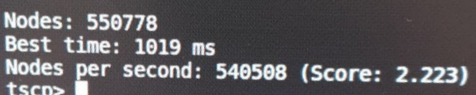 Nodes: 550778
Best time: 1019 ms
Nodes per second: 540508 (Score: 2.223)
tscp>